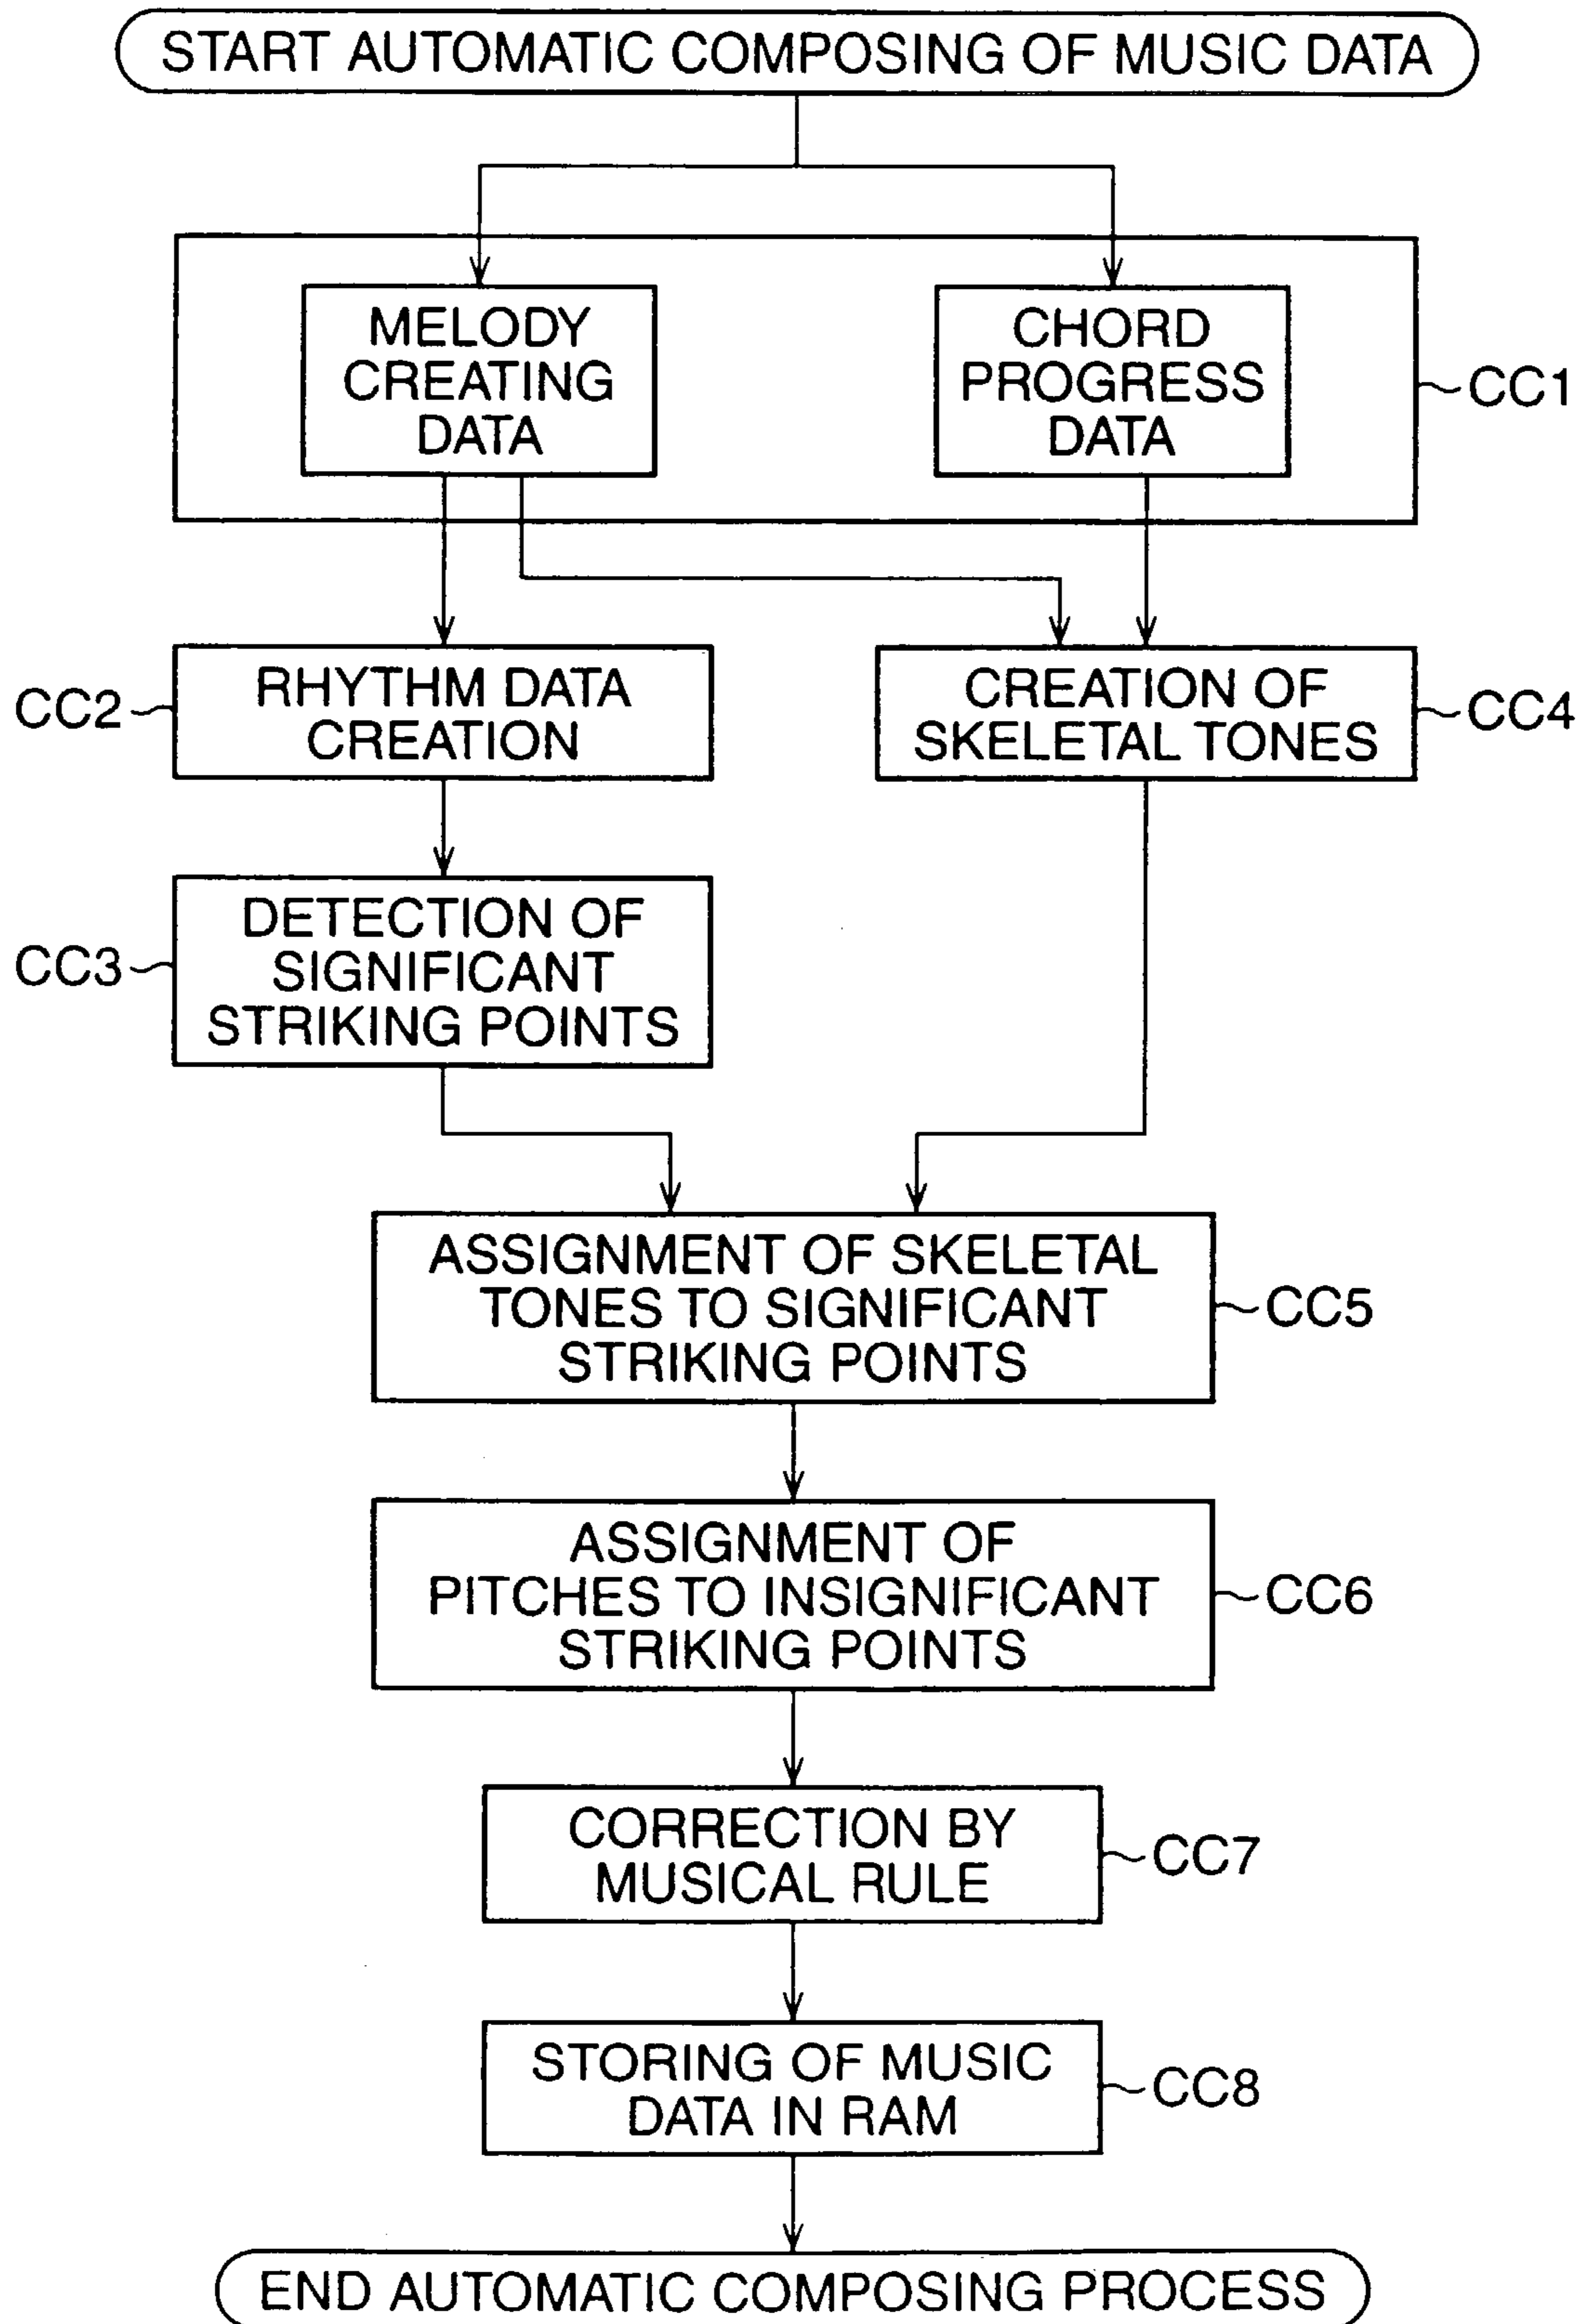 START AUTOMATIC COMPOSING OF MUSIC DATA
MELODY
CREATING
DATA
CHORD
PROGRESS
DATA
CC1
CC2
RHYTHM DATA
CREATION
CREATION OF
SKELETAL TONES
CC4
CC3
DETECTION OF
SIGNIFICANT
STRIKING POINTS
ASSIGNMENT OF SKELETAL
TONES TO SIGNIFICANT
STRIKING POINTS
CC5
ASSIGNMENT OF
PITCHES TO INSIGNIFICANT
STRIKING POINTS
CC6
CORRECTION BY
MUSICAL RULE
CC7
STORING OF MUSIC
DATA IN RAM
CC8
END AUTOMATIC COMPOSING PROCESS